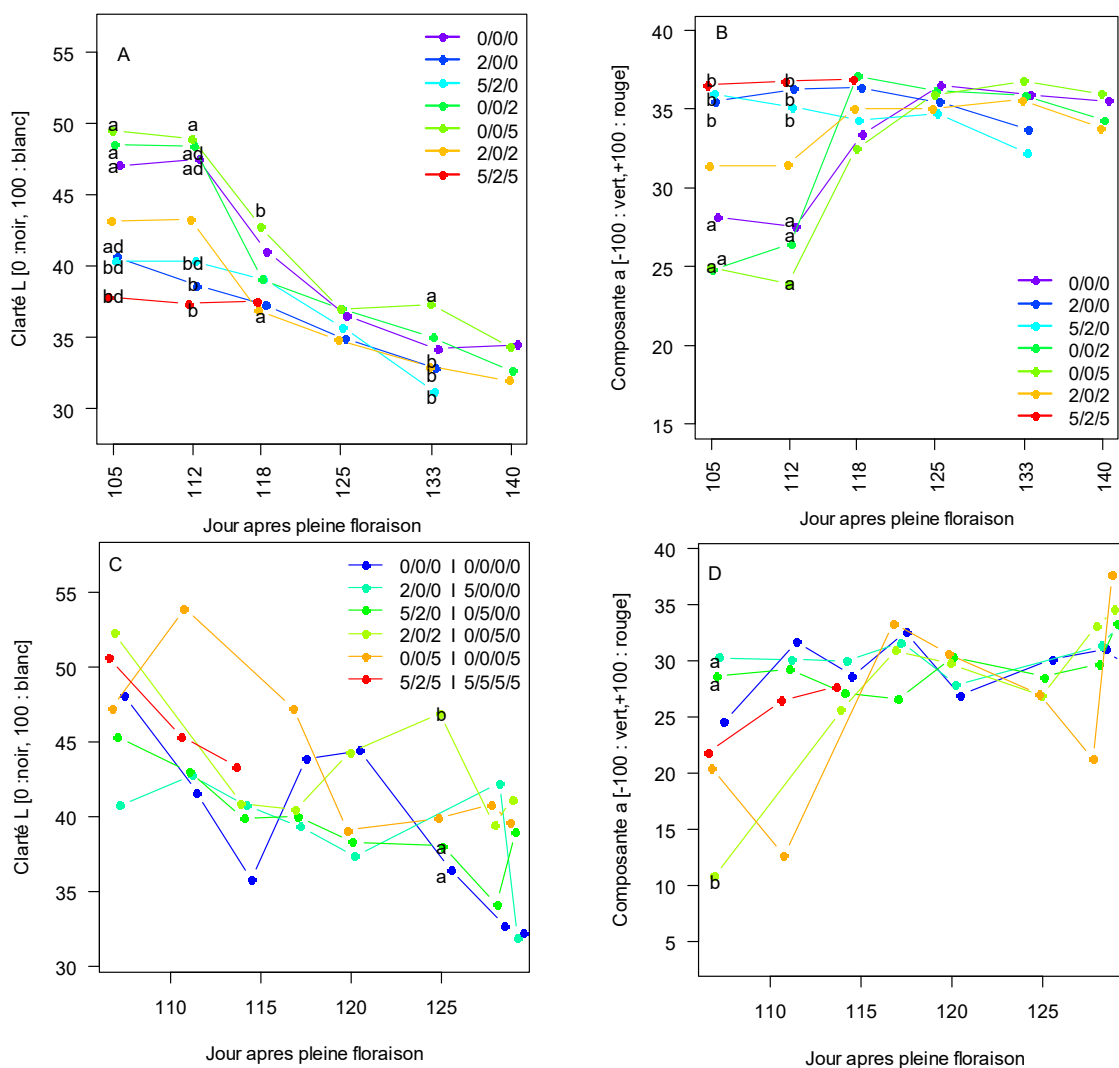 A
55
50
45
40
35
30
Clarté L [0 :noir, 100 : blanc]
0/0/0
2/0/0
5/2/0
0/0/2
0/0/5
2/0/2
5/2/5
a
a
a
a
ad
ad
b
a
ad
bd
bd
b
bd
b
a
b
b
b
105
112
118
120
133
140
Jour apres pleine floraison
B
40
35
30
25
20
15
Composante a [-100 : vert,+100 : rouge]
b
b
b
b
b
b
a
a
a
a
a
a
0/0/0
2/0/0
5/2/0
0/0/2
0/0/5
2/0/2
5/2/5
105
112
118
125
133
140
Jour apres pleine floraison
C
55
50
45
40
35
30
Clarté L [0 :noir, 100 : blanc]
0/0/0 I 0/0/0/0
2/0/0 I 5/0/0/0
5/2/0 I 0/5/0/0
2/0/2 I 0/0/5/0
0/0/5 I 0/0/0/5
5/2/5 I 5/5/5/5
b
a
a
110
115
120
125
Jour apres pleine floraison
D
40
35
30
25
20
15
10
5
Composante a [-100 : vert,+100 : rouge]
a
a
b
110
115
120
125
Jour apres pleine floraison